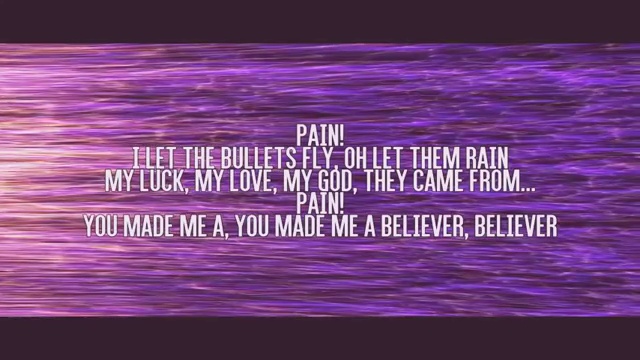 PAIN!
I LET THE BULLETS FLY, OH LET THEM RAIN
MY LUCK, MY LOVE, MY GOD, THEY CAME FROM...
PAIN!
YOU MADE ME A, YOU MADE ME A BELIEVER, BELIEVER